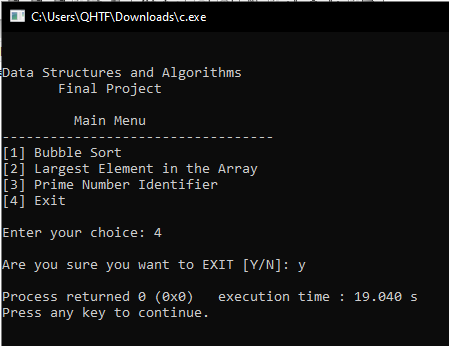 C:\Users\QHTF\Downloads\c.exe
Data Structures and Algorithms
Final Project
Main Menu
----------------------------------
[1] Bubble Sort
[2] Largest Element in the Array
[3] Prime Number Identifier
[4] Exit
Enter your choice: 4
Are you sure you want to EXIT [Y/N]: y
Process returned 0 (0x0)   execution time : 19.040 s
Press any key to continue.